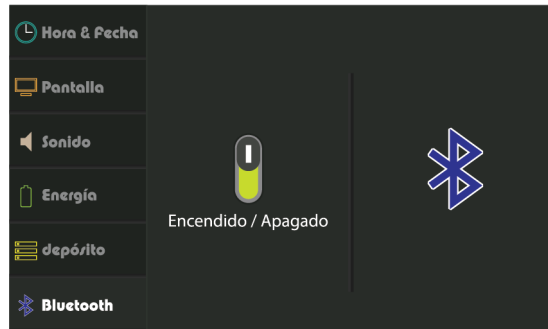 Hora & Fecha
Pantalla
Sonido
Energía
depósito
Bluetooth
Encendido / Apagado